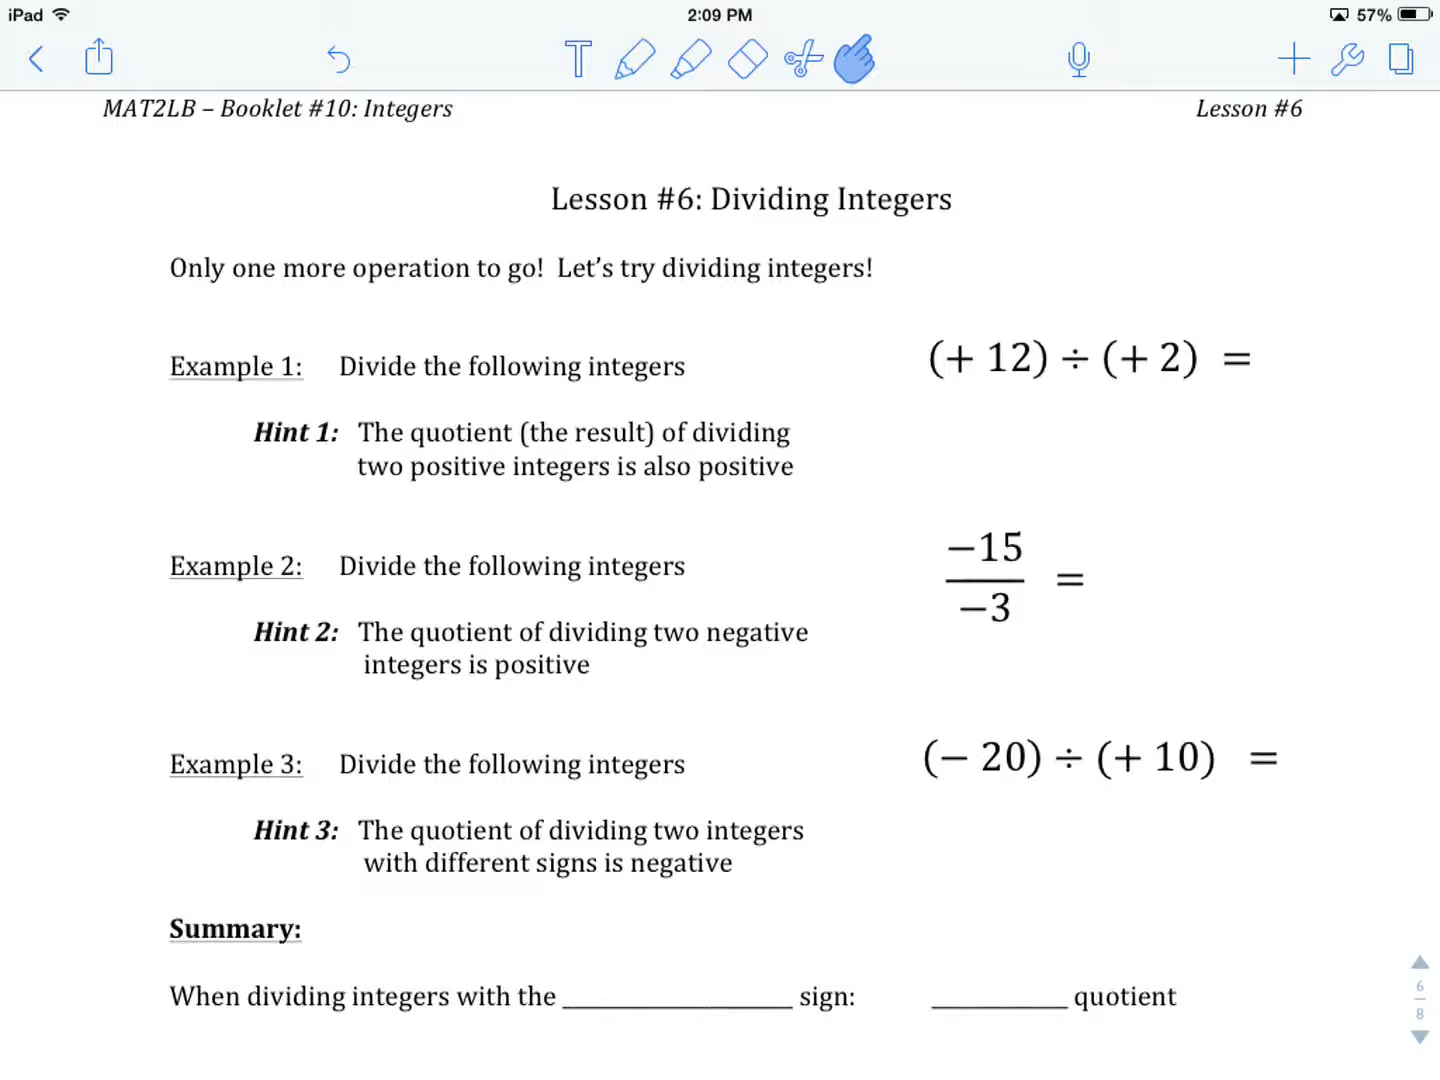 iPad 2:09 PM 57%
MAT2LB – Booklet #10: Integers Lesson #6
Lesson #6: Dividing Integers
Only one more operation to go! Let's try dividing integers!
Example 1: Divide the following integers (+ 12) ÷ (+ 2) =
Hint 1: The quotient (the result) of dividing
two positive integers is also positive
Example 2: Divide the following integers −15/−3 =
Hint 2: The quotient of dividing two negative
integers is positive
Example 3: Divide the following integers (− 20) ÷ (+ 10) =
Hint 3: The quotient of dividing two integers
with different signs is negative
Summary:
When dividing integers with the ________________ sign: __________ quotient
6
8